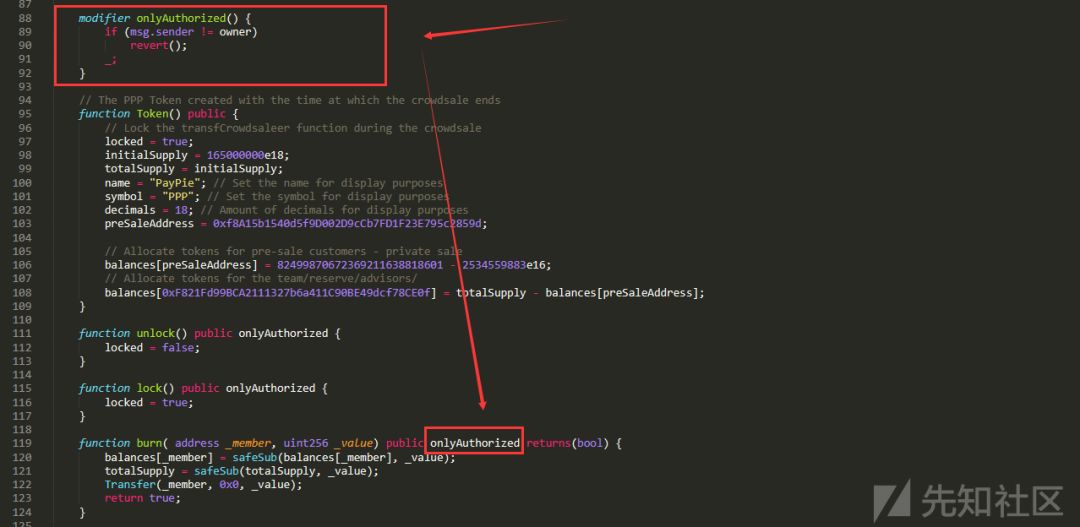 87
88 modifier onlyAuthorized() {
89 if (msg.sender != owner)
90 revert();
91 _;
92 }
93
94 // The PPP Token created with the time at which the crowdsale ends
95 function Token() public {
96 // Lock the transfCrowdsaleer function during the crowdsale
97 locked = true;
98 initialSupply = 165000000e18;
99 totalSupply = initialSupply;
100 name = "PayPie"; // Set the name for display purposes
101 symbol = "PPP"; // Set the symbol for display purposes
102 decimals = 18; // Amount of decimals for display purposes
103 preSaleAddress = 0xf8A15b1540d5f9D002D9cCb7FD1F23E795c2859d;
104
105 // Allocate tokens for pre-sale customers - private sale
106 balances[preSaleAddress] = 82499870672369211638818601 - 2534559883e16;
107 // Allocate tokens for the team/reserve/advisors/
108 balances[0xF821Fd99BCA2111327b6a411C90BE49dcf78CE0f] = totalSupply - balances[preSaleAddress];
109 }
110
111 function unlock() public onlyAuthorized {
112 locked = false;
113 }
114
115 function lock() public onlyAuthorized {
116 locked = true;
117 }
118
119 function burn( address _member, uint256 _value) public onlyAuthorized returns(bool) {
120 balances[_member] = safeSub(balances[_member], _value);
121 totalSupply = safeSub(totalSupply, _value);
122 Transfer(_member, 0x0, _value);
123 return true;
124 }
125
先知社区